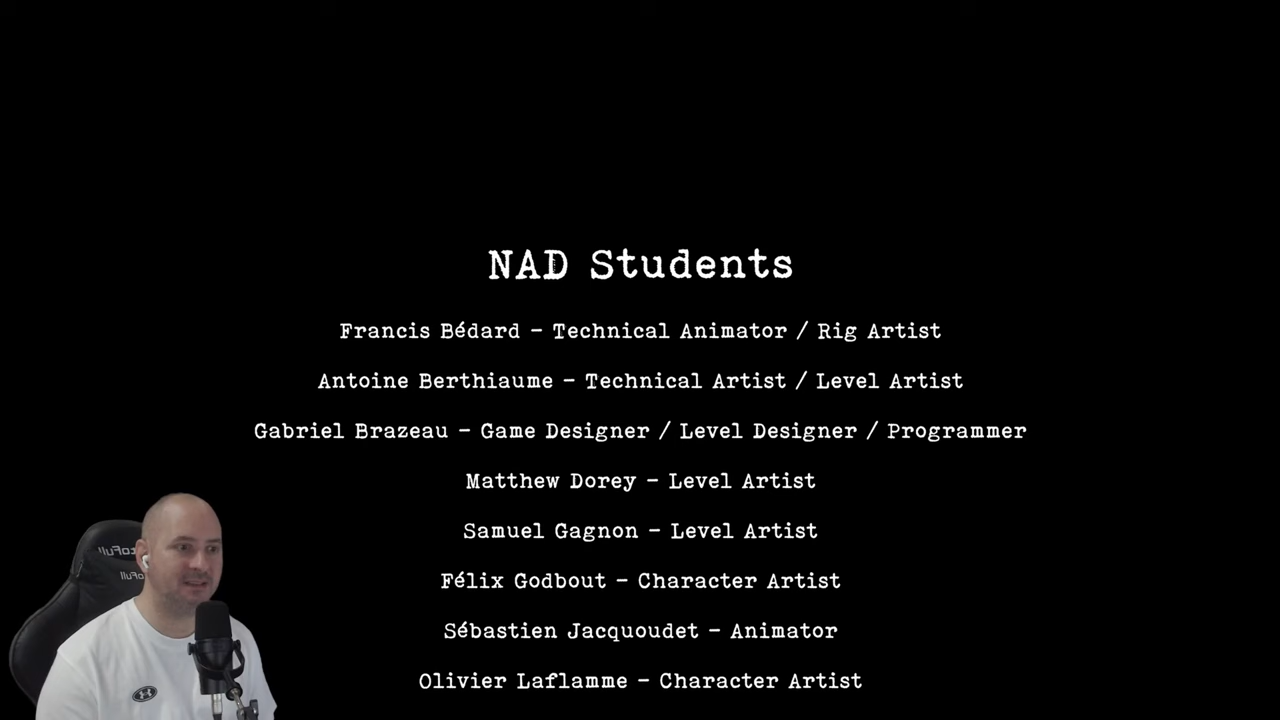 NAD Students
Francis Bédard - Technical Animator / Rig Artist
Antoine Berthiaume - Technical Artist / Level Artist
Gabriel Brazeau - Game Designer / Level Designer / Programmer
Matthew Dorey - Level Artist
Samuel Gagnon - Level Artist
Félix Godbout - Character Artist
Sébastien Jacquoudet - Animator
Olivier Laflamme - Character Artist